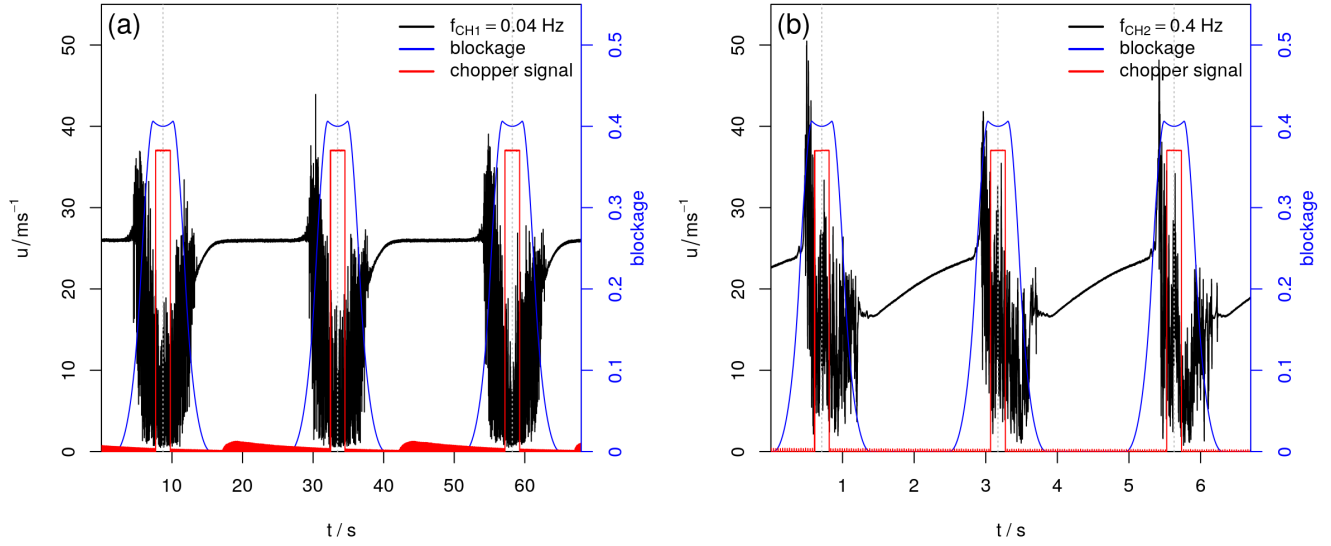 (a)
f_CH1 = 0.04 Hz
blockage
chopper signal
u / ms⁻¹
50
40
30
20
10
0
0.5
0.4
0.3
0.2
0.1
0
blockage
10 20 30 40 50 60
t / s
(b)
f_CH2 = 0.4 Hz
blockage
chopper signal
u / ms⁻¹
50
40
30
20
10
0
0.5
0.4
0.3
0.2
0.1
0
blockage
1 2 3 4 5 6
t / s